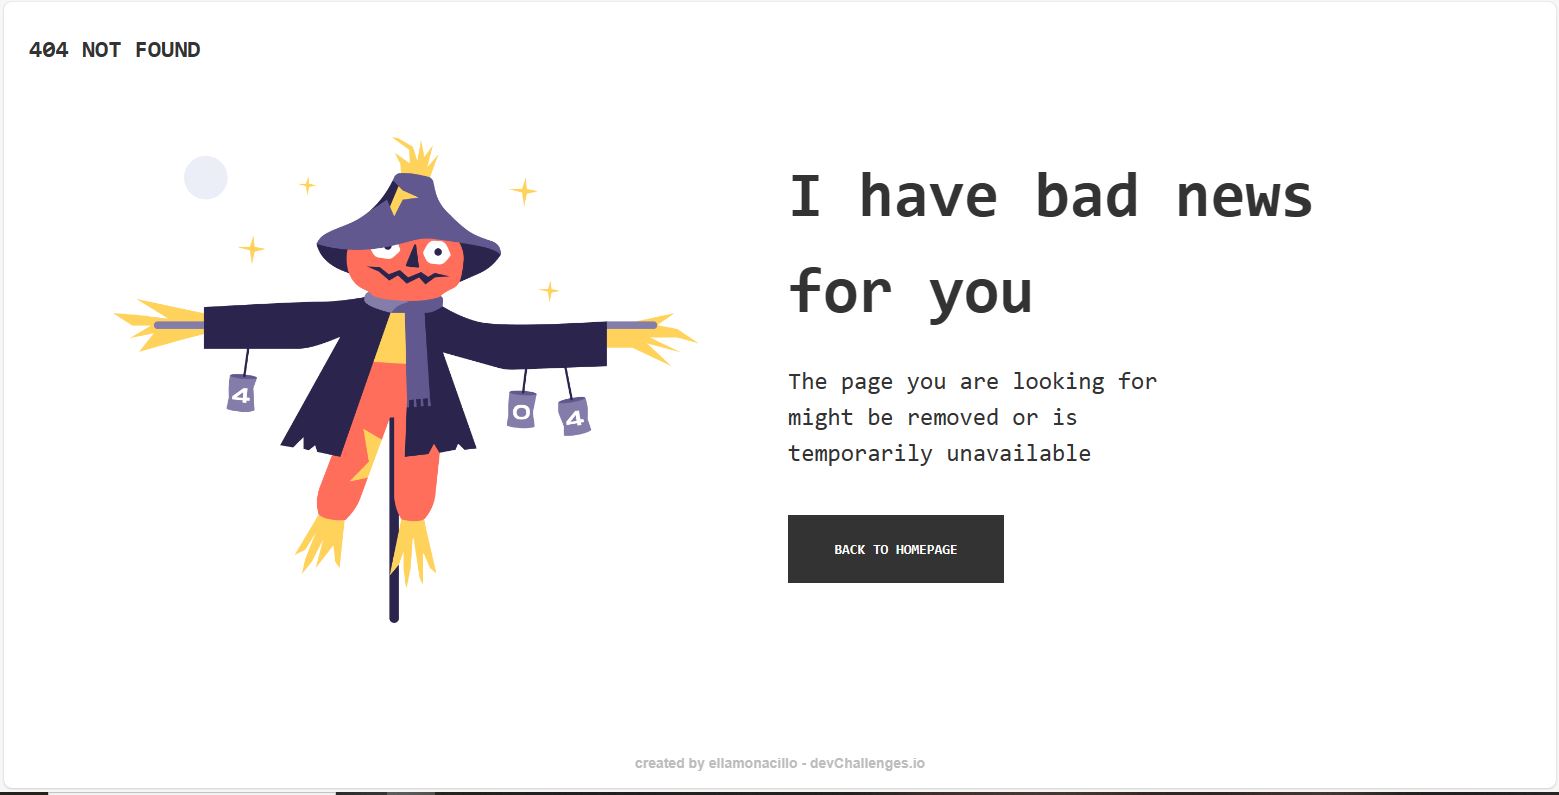 404 NOT FOUND
I have bad news
for you
4
0
4
The page you are looking for
might be removed or is
temporarily unavailable
BACK TO HOMEPAGE
created by ellamonacillo - devChallenges.io